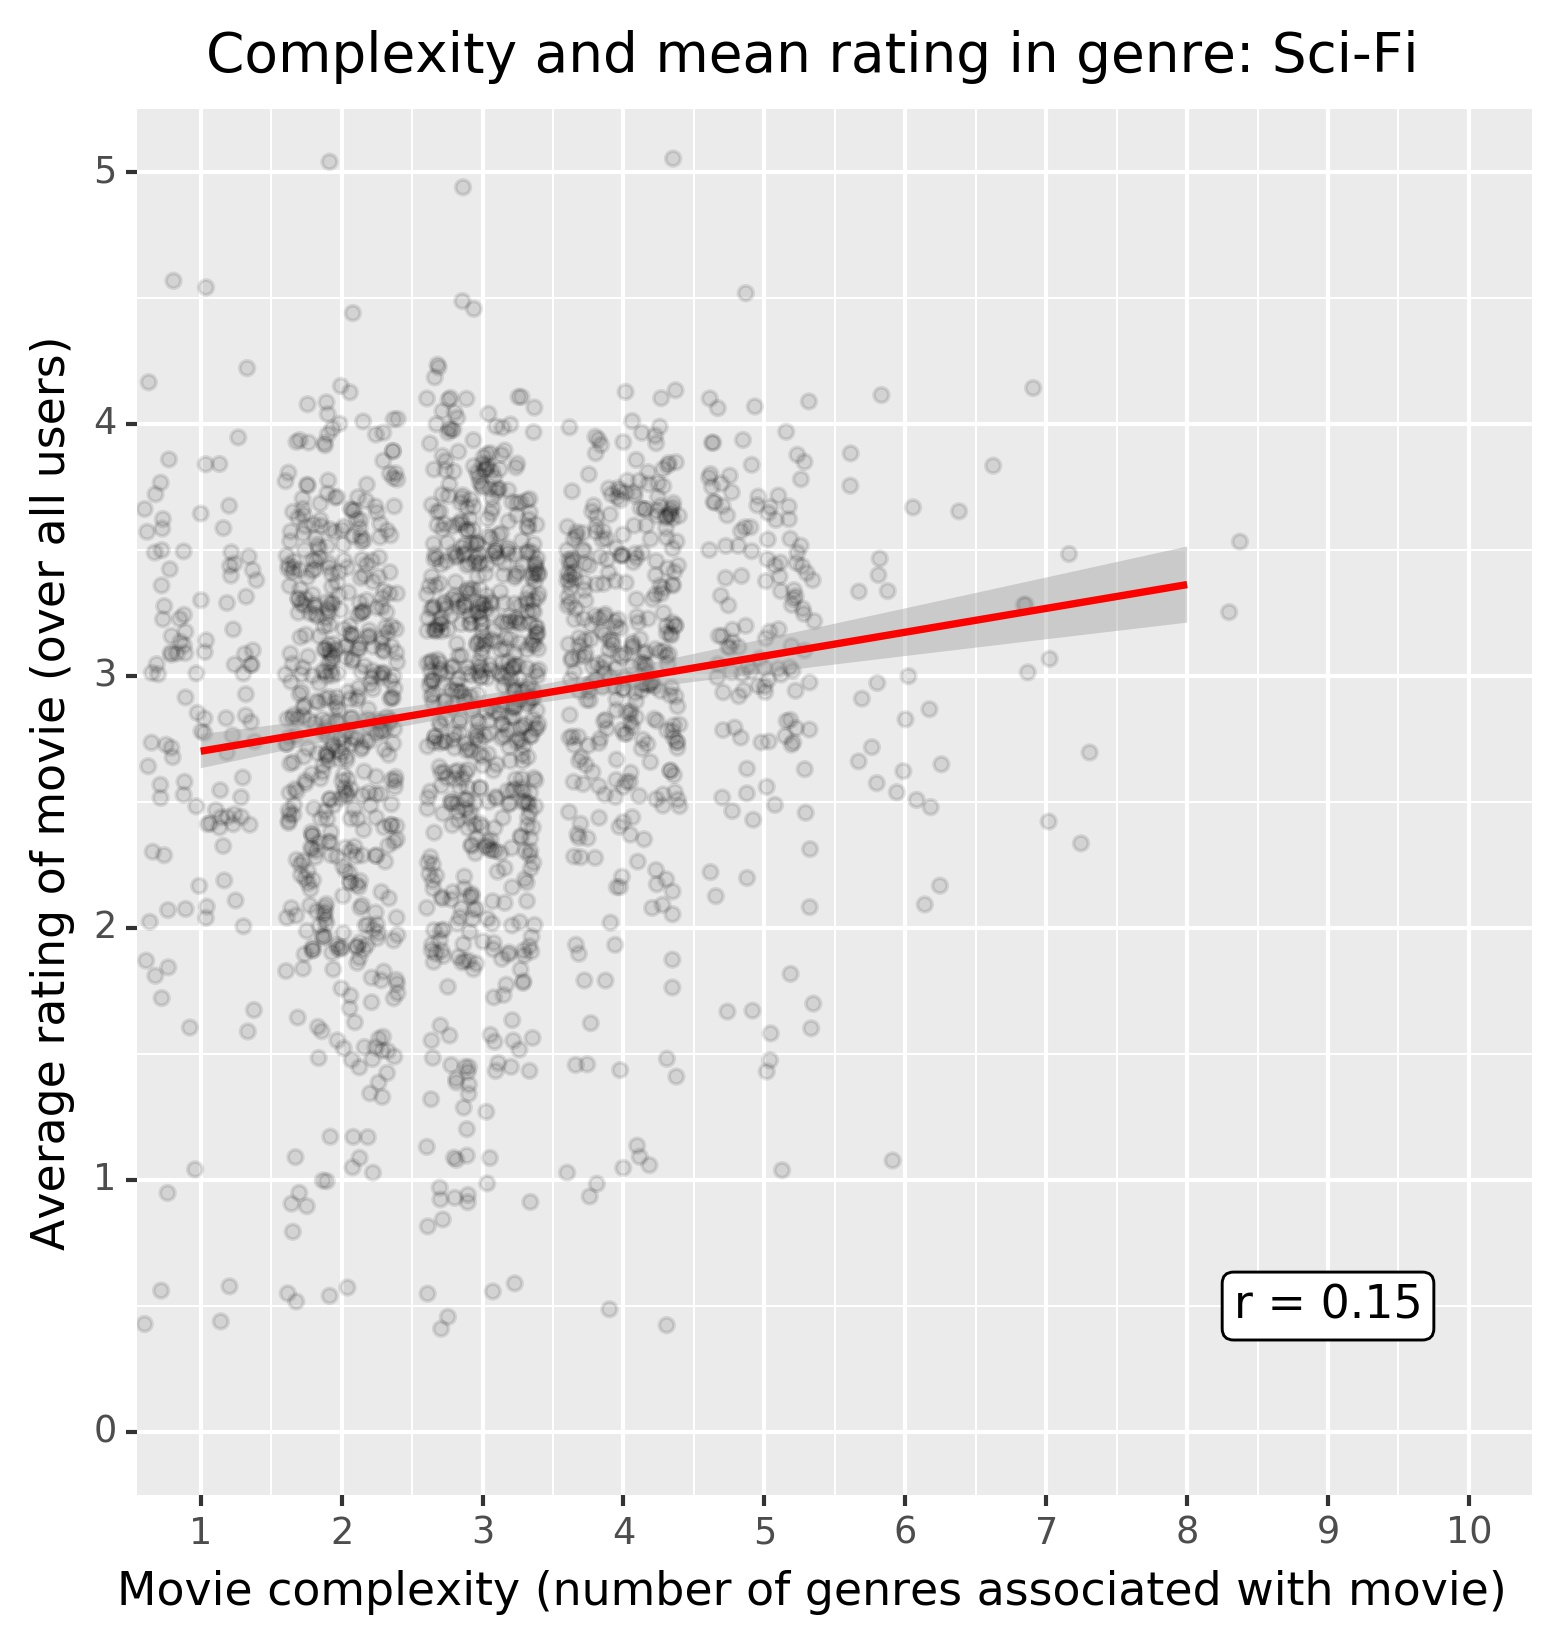 Complexity and mean rating in genre: Sci-Fi
Average rating of movie (over all users)
5
4
3
2
1
0
r = 0.15
1 2 3 4 5 6 7 8 9 10
Movie complexity (number of genres associated with movie)